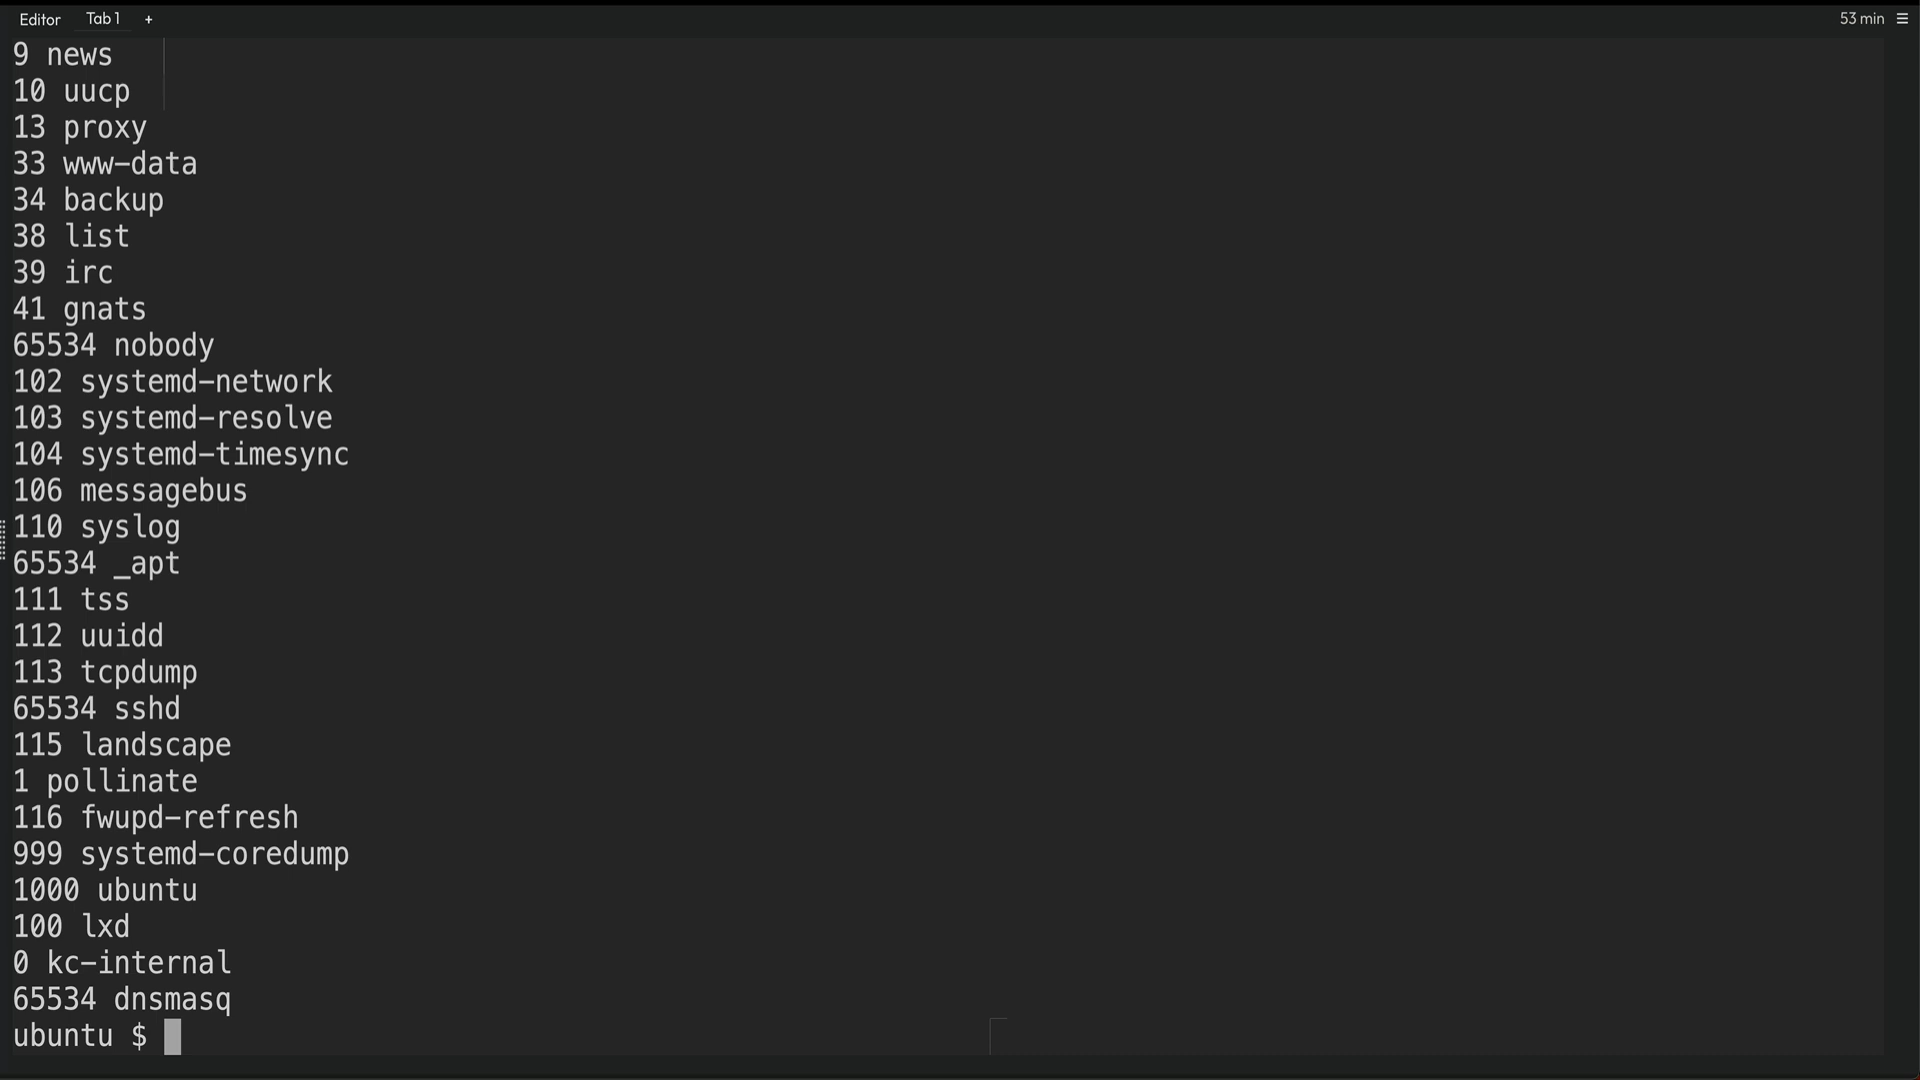 Editor Tab 1 + 53 min ☰
9 news
10 uucp
13 proxy
33 www-data
34 backup
38 list
39 irc
41 gnats
65534 nobody
102 systemd-network
103 systemd-resolve
104 systemd-timesync
106 messagebus
110 syslog
65534 _apt
111 tss
112 uuidd
113 tcpdump
65534 sshd
115 landscape
1 pollinate
116 fwupd-refresh
999 systemd-coredump
1000 ubuntu
100 lxd
0 kc-internal
65534 dnsmasq
ubuntu $